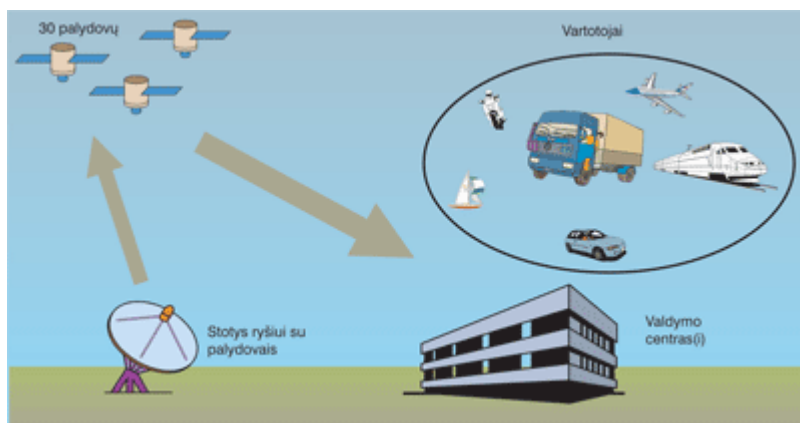 30 palydovų
Vartotojai
Stotys ryšiui su
palydovais
Valdymo
centras(i)